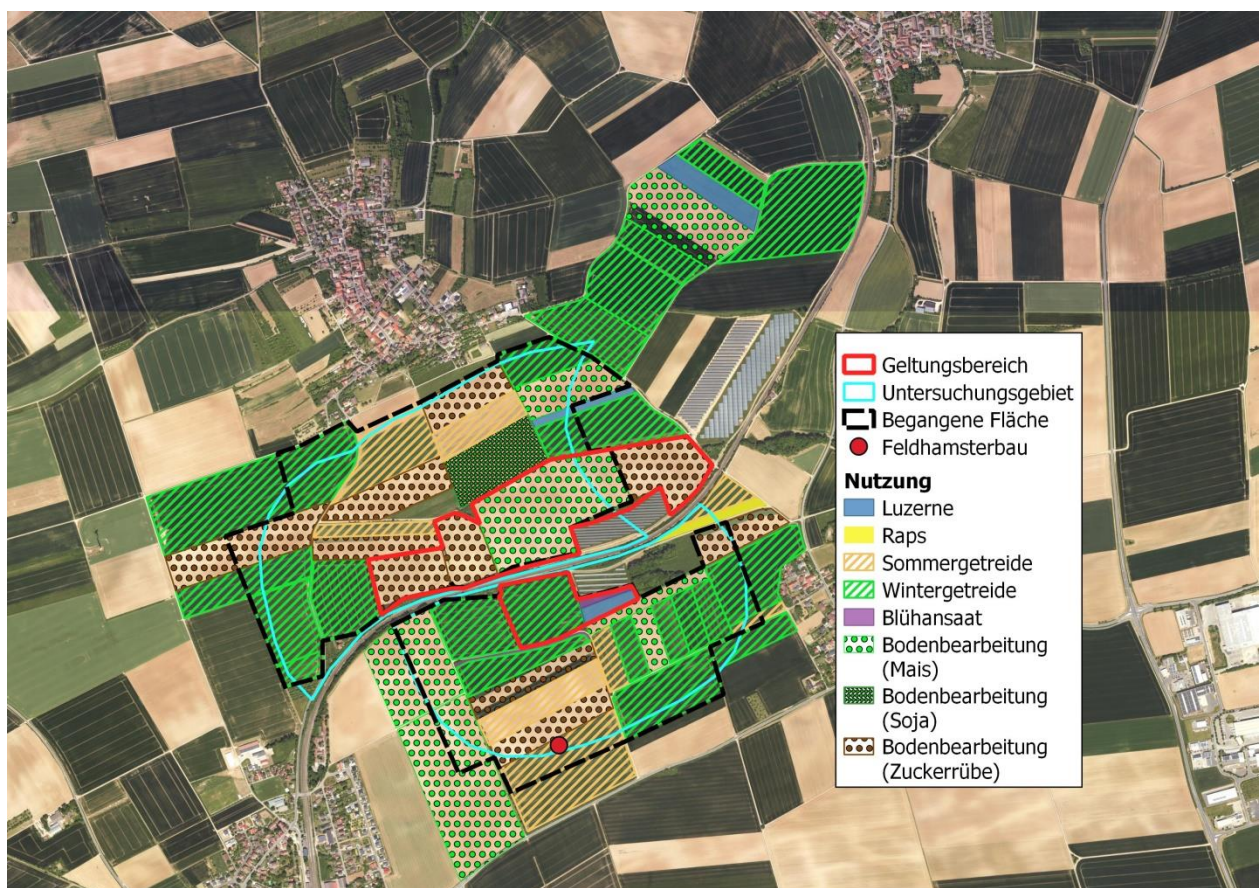 Geltungsbereich
Untersuchungsgebiet
Begangene Fläche
Feldhamsterbau
Nutzung
Luzerne
Raps
Sommergetreide
Wintergetreide
Blühansaat
Bodenbearbeitung
(Mais)
Bodenbearbeitung
(Soja)
Bodenbearbeitung
(Zuckerrübe)